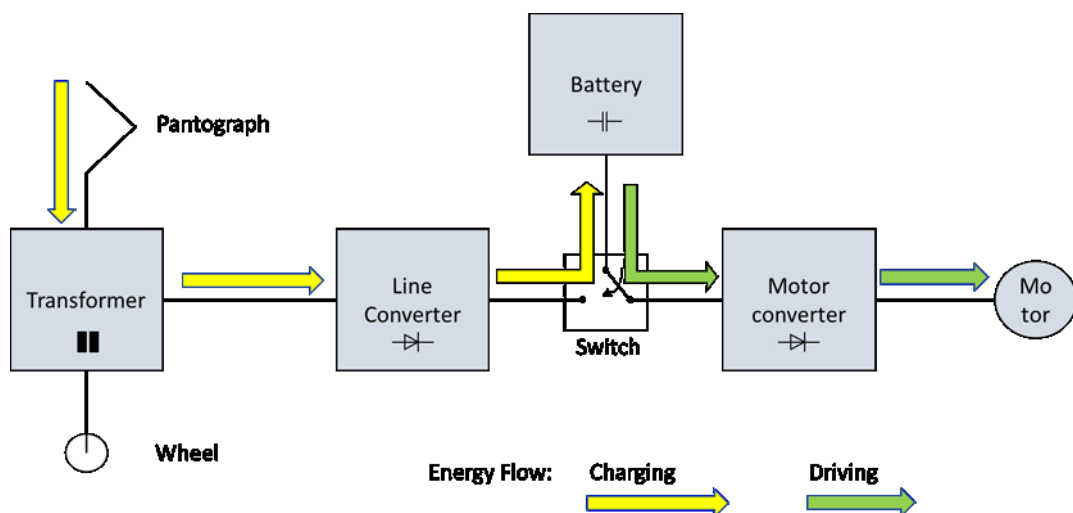 Battery
Pantograph
Transformer
Line
Converter
Switch
Motor
converter
Mo
tor
Wheel
Energy Flow: Charging Driving